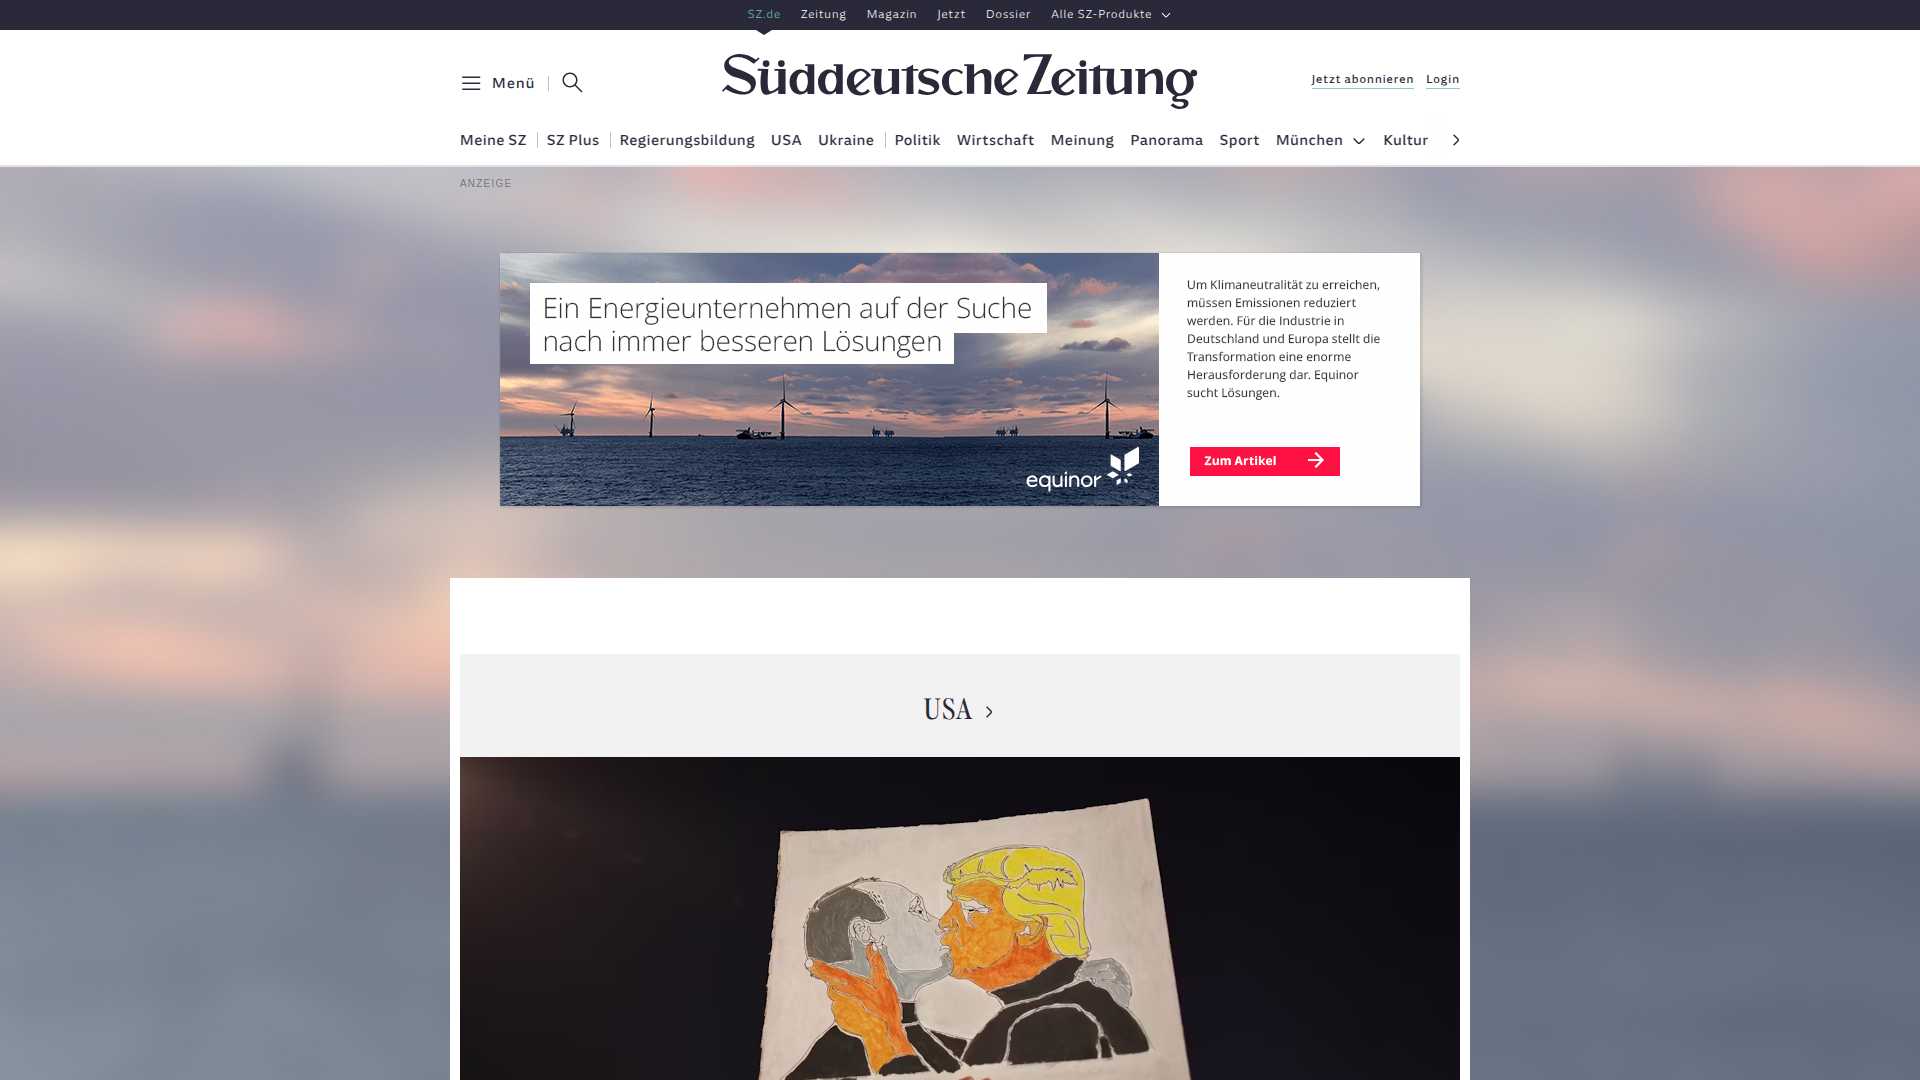 SZ.de Zeitung Magazin Jetzt Dossier Alle SZ-Produkte
Menü
Süddeutsche Zeitung
Jetzt abonnieren Login
Meine SZ SZ Plus Regierungsbildung USA Ukraine Politik Wirtschaft Meinung Panorama Sport München Kultur
ANZEIGE
Ein Energieunternehmen auf der Suche
nach immer besseren Lösungen
equinor
Um Klimaneutralität zu erreichen,
müssen Emissionen reduziert
werden. Für die Industrie in
Deutschland und Europa stellt die
Transformation eine enorme
Herausforderung dar. Equinor
sucht Lösungen.
Zum Artikel
USA